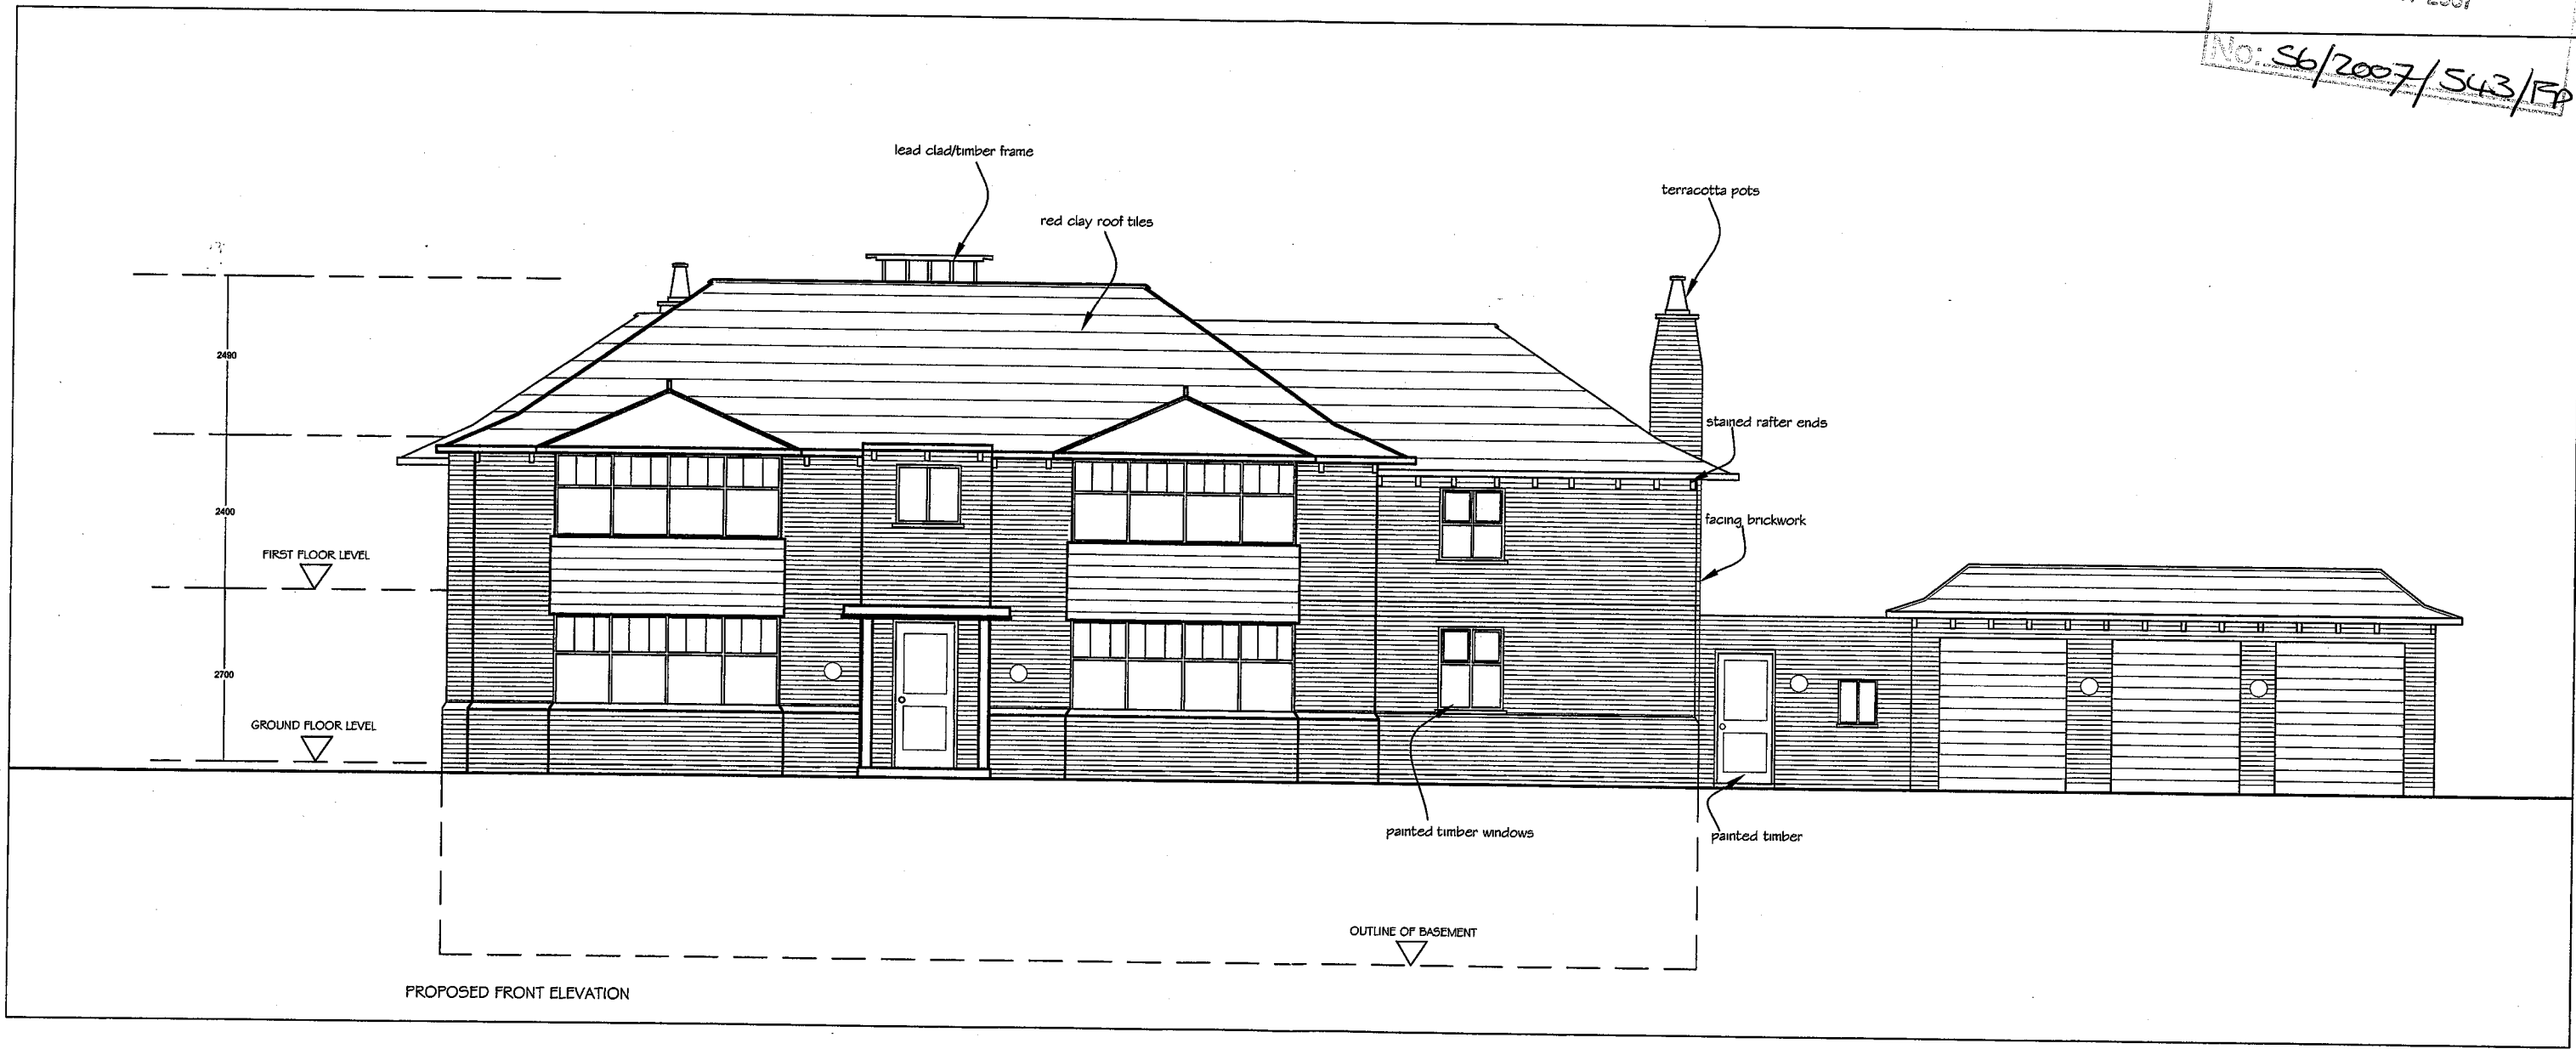 No: S6/2007/543/FP
lead clad/timber frame
terracotta pots
red clay roof tiles
2490
stained rafter ends
2400
facing brickwork
FIRST FLOOR LEVEL
2700
GROUND FLOOR LEVEL
painted timber windows
painted timber
OUTLINE OF BASEMENT
PROPOSED FRONT ELEVATION